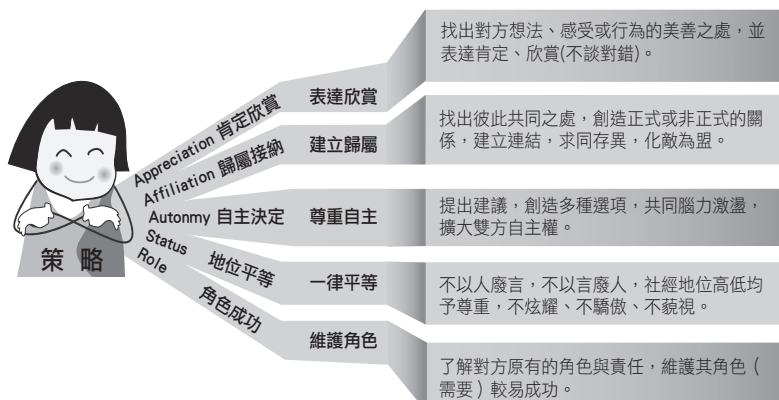 找出對方想法、感受或行為的美善之處，並
表達肯定、欣賞(不談對錯)。
Appreciation 肯定欣賞
表達欣賞
找出彼此共同之處，創造正式或非正式的關
係，建立連結，求同存異，化敵為盟。
Affiliation 歸屬接納
建立歸屬
Autonmy 自主決定
尊重自主
提出建議，創造多種選項，共同腦力激盪，
擴大雙方自主權。
Status 地位平等
一律平等
不以人廢言，不以言廢人，社經地位高低均
予尊重，不炫耀、不驕傲、不藐視。
Role 角色成功
維護角色
了解對方原有的角色與責任，維護其角色（
需要）較易成功。
策 略